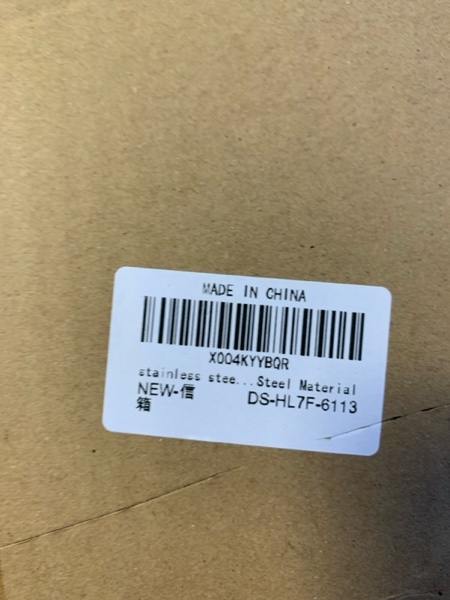 MADE IN CHINA
X004KYYBQR
stainless stee...Steel Material
NEW-信 DS-HL7F-6113
箱